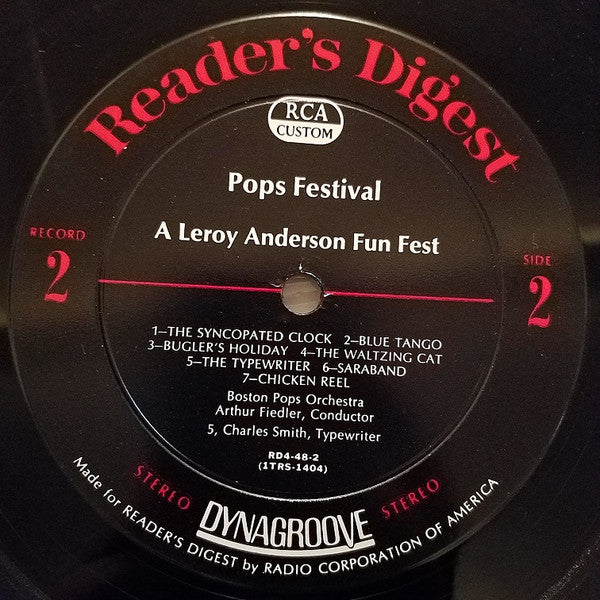 Reader's Digest
RCA
CUSTOM
Pops Festival
A Leroy Anderson Fun Fest
RECORD
2
SIDE
2
1—THE SYNCOPATED CLOCK 2—BLUE TANGO
3—BUGLER'S HOLIDAY 4—THE WALTZING CAT
5—THE TYPEWRITER 6—SARABAND
7—CHICKEN REEL
Boston Pops Orchestra
Arthur Fiedler, Conductor
5, Charles Smith, Typewriter
RD4-48-2
(1TRS-1404)
STEREO
DYNAGROOVE
STEREO
Made for READER'S DIGEST by RADIO CORPORATION OF AMERICA